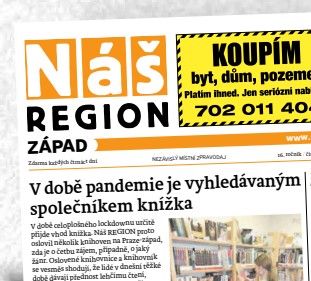 Náš
REGION
ZÁPAD
KOUPÍM
byt, dům, pozeme
Platím ihned. Jen seriózní nab
702 011 40
www.
Zdarma každých čtrnáct dní
NEZÁVISLÝ MĚSTNÍ ZPRAVODAJ
16. ročník
V době pandemie je vyhledávaným
společníkem knížka
V době celoplošného lockdownu určitě
přijde vhod knížka. Náš REGION proto
oslovil několik knihoven na Praze-západ,
zda je o četbu zájem, případně, o jaký
žánr. Oslovené knihovnice a knihovník
se vesměs shodují, že lidé v dnešní těžké
době dávají přednost lehčímu čtení,